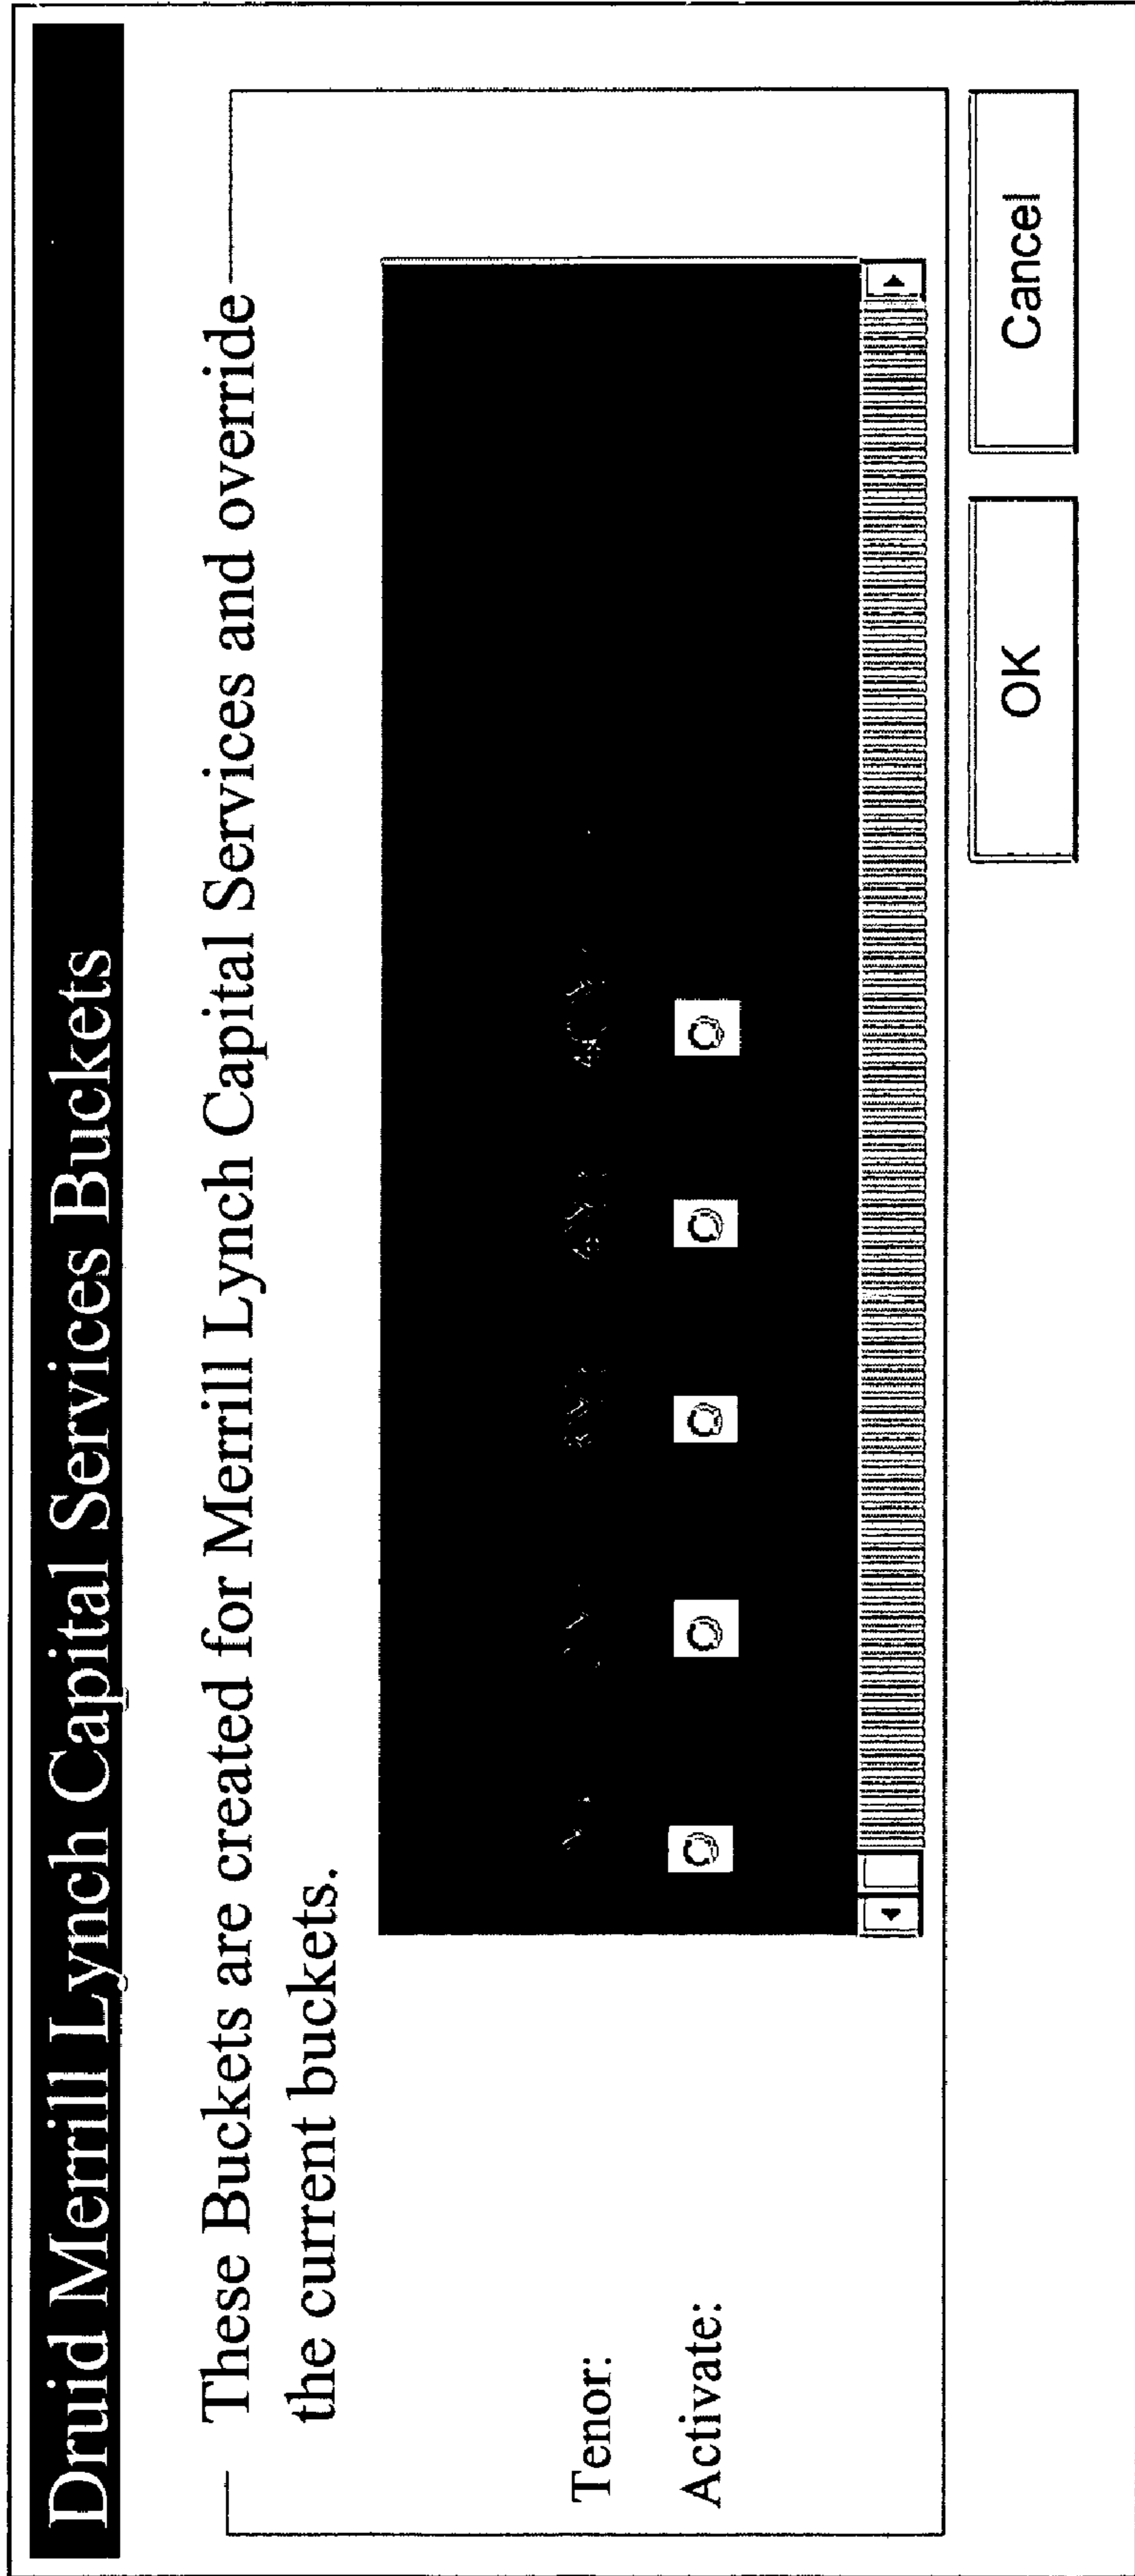 Druid Merrill Lynch Capital Services Buckets
These Buckets are created for Merrill Lynch Capital Services and override
the current buckets.
Tenor:
Activate:
OK
Cancel